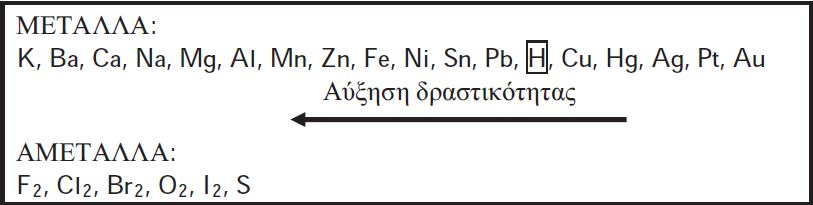 ΜΕΤΑΛΛΑ:
K, Ba, Ca, Na, Mg, Al, Mn, Zn, Fe, Ni, Sn, Pb, H, Cu, Hg, Ag, Pt, Au
Αύξηση δραστικότητας
ΑΜΕΤΑΛΛΑ:
F₂, Cl₂, Br₂, O₂, I₂, S